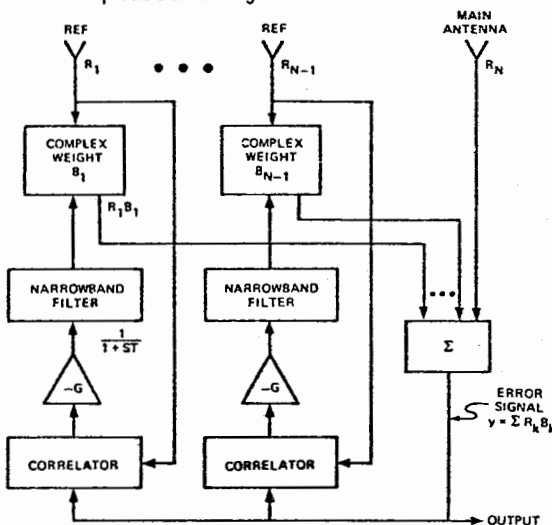 REF
REF
MAIN
ANTENNA
R1
• • •
RN-1
RN
COMPLEX
WEIGHT
B1
COMPLEX
WEIGHT
BN-1
R1B1
NARROWBAND
FILTER
NARROWBAND
FILTER
•••
1
1 + ST
Σ
-G
-G
ERROR
SIGNAL
y = Σ RkBk
CORRELATOR
CORRELATOR
OUTPUT